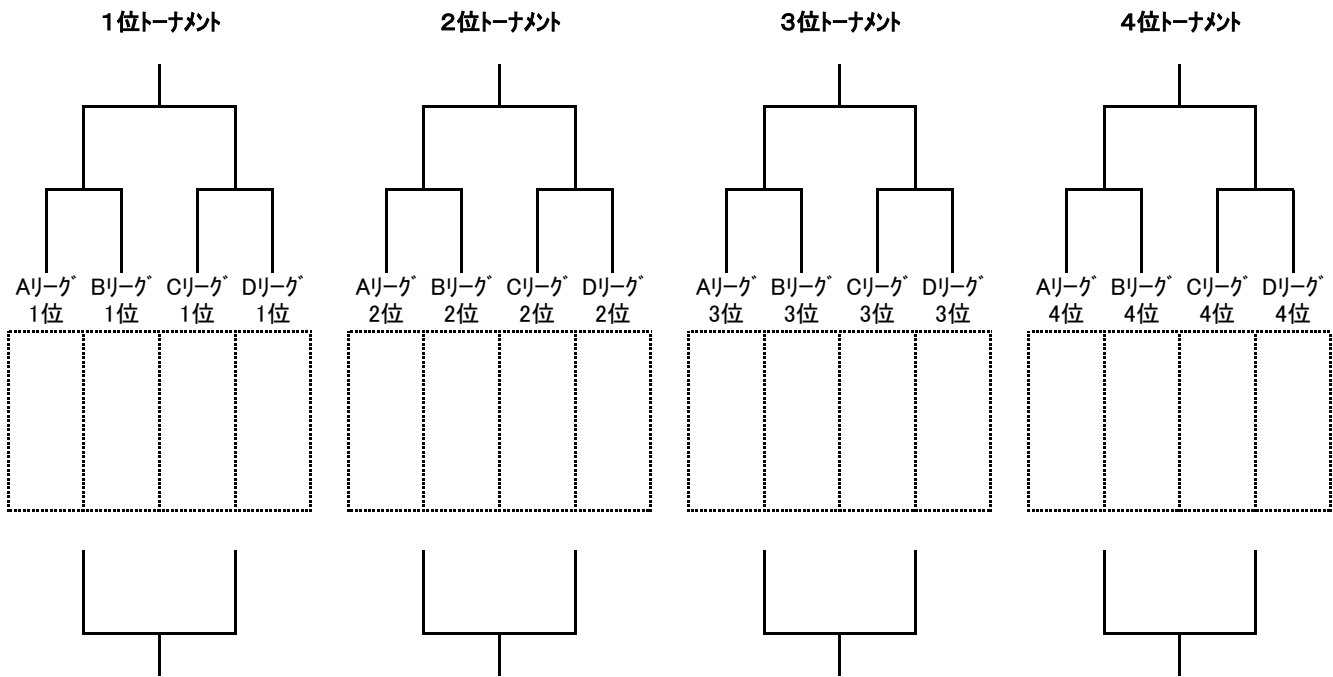 １位ﾄｰﾅﾒﾝﾄ ２位ﾄｰﾅﾒﾝﾄ ３位ﾄｰﾅﾒﾝﾄ ４位ﾄｰﾅﾒﾝﾄ
Aﾘｰｸﾞ Bﾘｰｸﾞ Cﾘｰｸﾞ Dﾘｰｸﾞ Aﾘｰｸﾞ Bﾘｰｸﾞ Cﾘｰｸﾞ Dﾘｰｸﾞ Aﾘｰｸﾞ Bﾘｰｸﾞ Cﾘｰｸﾞ Dﾘｰｸﾞ Aﾘｰｸﾞ Bﾘｰｸﾞ Cﾘｰｸﾞ Dﾘｰｸﾞ
1位 1位 1位 1位 2位 2位 2位 2位 3位 3位 3位 3位 4位 4位 4位 4位